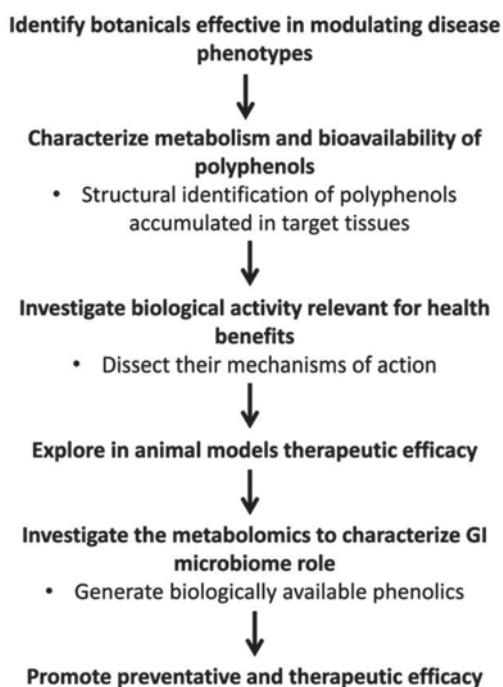 Identify botanicals effective in modulating disease
phenotypes
Characterize metabolism and bioavailability of
polyphenols
• Structural identification of polyphenols
accumulated in target tissues
Investigate biological activity relevant for health
benefits
• Dissect their mechanisms of action
Explore in animal models therapeutic efficacy
Investigate the metabolomics to characterize GI
microbiome role
• Generate biologically available phenolics
Promote preventative and therapeutic efficacy